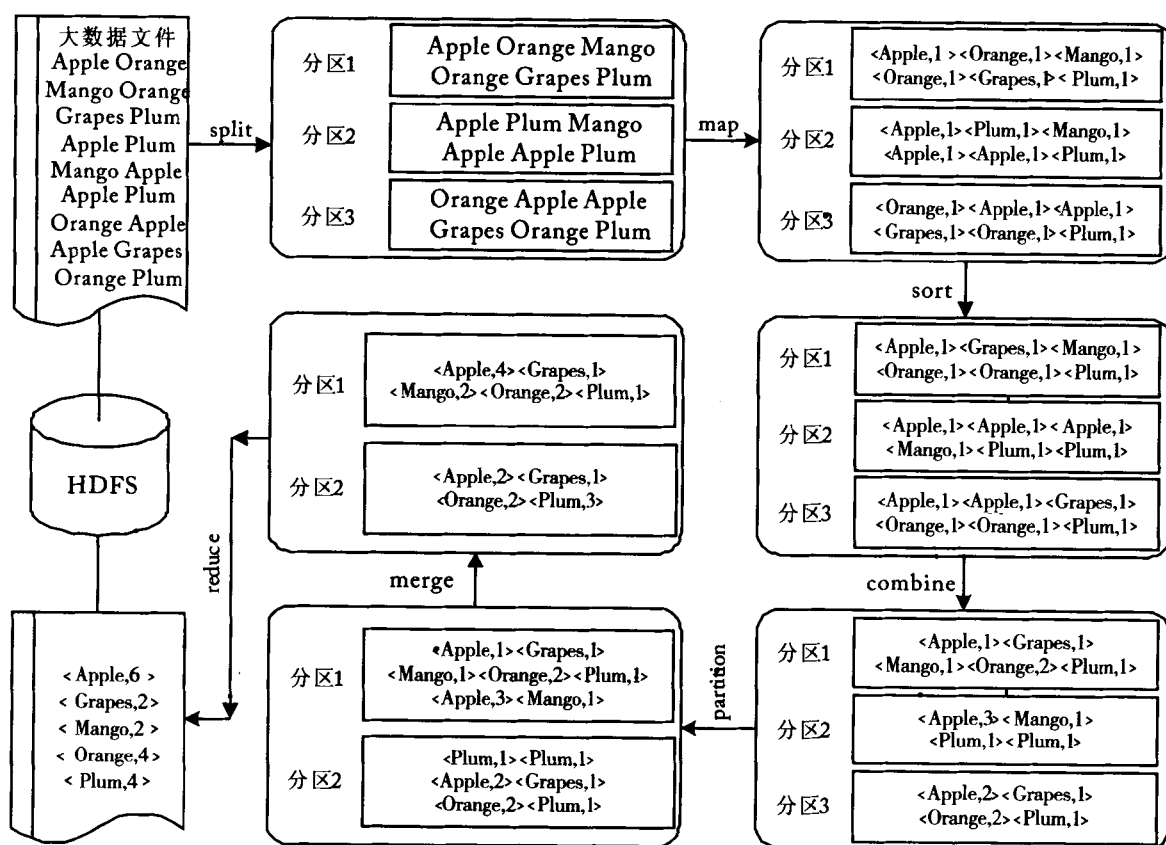 大数据文件
Apple Orange
Mango Orange
Grapes Plum
Apple Plum
Mango Apple
Apple Plum
Orange Apple
Apple Grapes
Orange Plum
split
分区1
Apple Orange Mango
Orange Grapes Plum
分区2
Apple Plum Mango
Apple Apple Plum
分区3
Orange Apple Apple
Grapes Orange Plum
map
分区1
<Apple,1 ><Orange,1><Mango,1>
<Orange,1><Grapes,1>< Plum,1>
分区2
<Apple,1><Plum,1><Mango,1>
<Apple,1><Apple,1><Plum,1>
分区3
<Orange,1><Apple,1><Apple,1>
<Grapes,1><Orange,1><Plum,1>
sort
分区1
<Apple,1><Grapes,1><Mango,1>
<Orange,1><Orange,1><Plum,1>
分区2
<Apple,1><Apple,1><Apple,1>
<Mango,1><Plum,1><Plum,1>
分区3
<Apple,1><Apple,1><Grapes,1>
<Orange,1><Orange,1><Plum,1>
combine
分区1
<Apple,1><Grapes,1>
<Mango,1><Orange,2><Plum,1>
分区2
<Apple,3><Mango,1>
<Plum,1><Plum,1>
分区3
<Apple,2><Grapes,1>
<Orange,2><Plum,1>
partition
分区1
<Apple,1><Grapes,1>
<Mango,1><Orange,2><Plum,1>
<Apple,3><Mango,1>
分区2
<Plum,1><Plum,1>
<Apple,2><Grapes,1>
<Orange,2><Plum,1>
merge
分区1
<Apple,4><Grapes,1>
<Mango,2><Orange,2><Plum,1>
分区2
<Apple,2><Grapes,1>
<Orange,2><Plum,3>
reduce
HDFS
< Apple,6 >
< Grapes,2>
< Mango,2 >
< Orange,4>
< Plum,4>